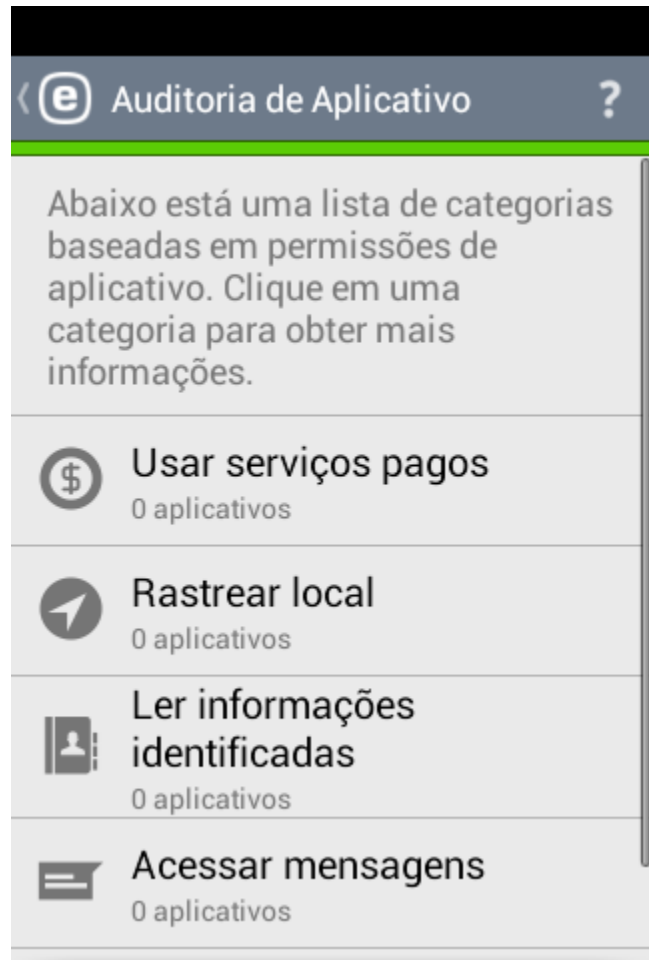 e Auditoria de Aplicativo ?
Abaixo está uma lista de categorias
baseadas em permissões de
aplicativo. Clique em uma
categoria para obter mais
informações.
$ Usar serviços pagos
0 aplicativos
Rastrear local
0 aplicativos
Ler informações
identificadas
0 aplicativos
Acessar mensagens
0 aplicativos